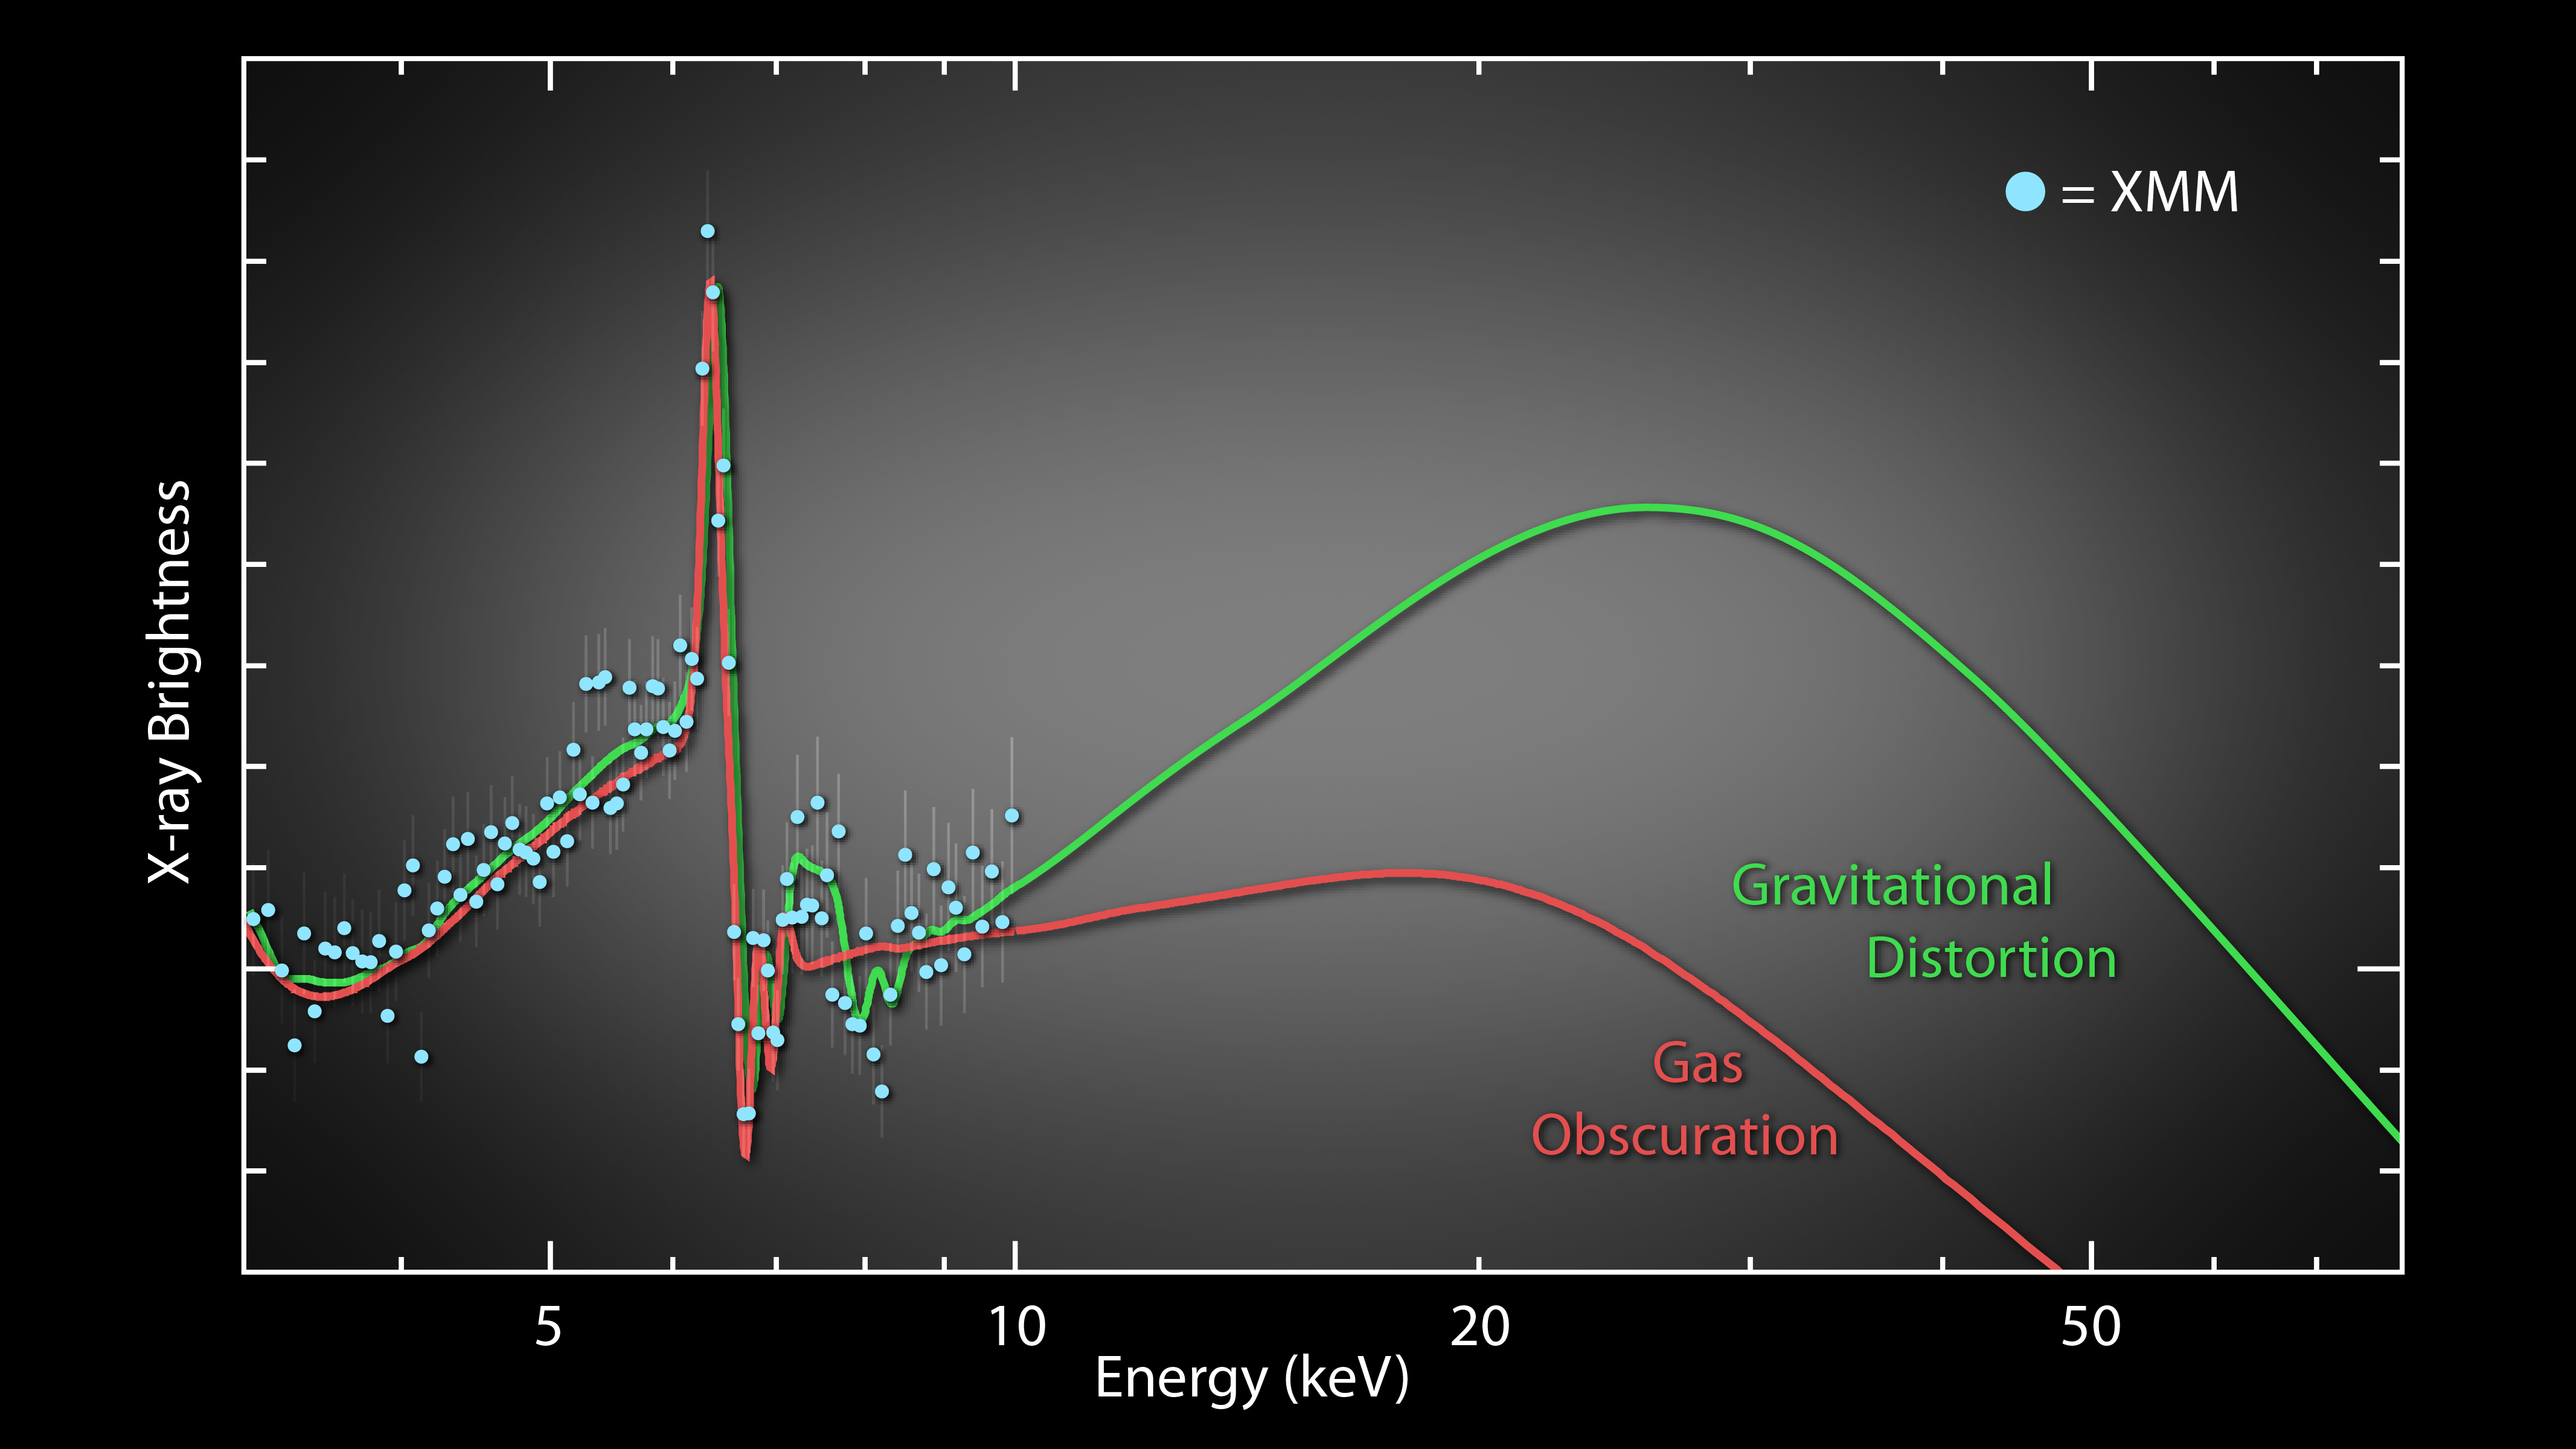 = XMM
X-ray Brightness
Gravitational
Distortion
Gas
Obscuration
5 10 20 50
Energy (keV)